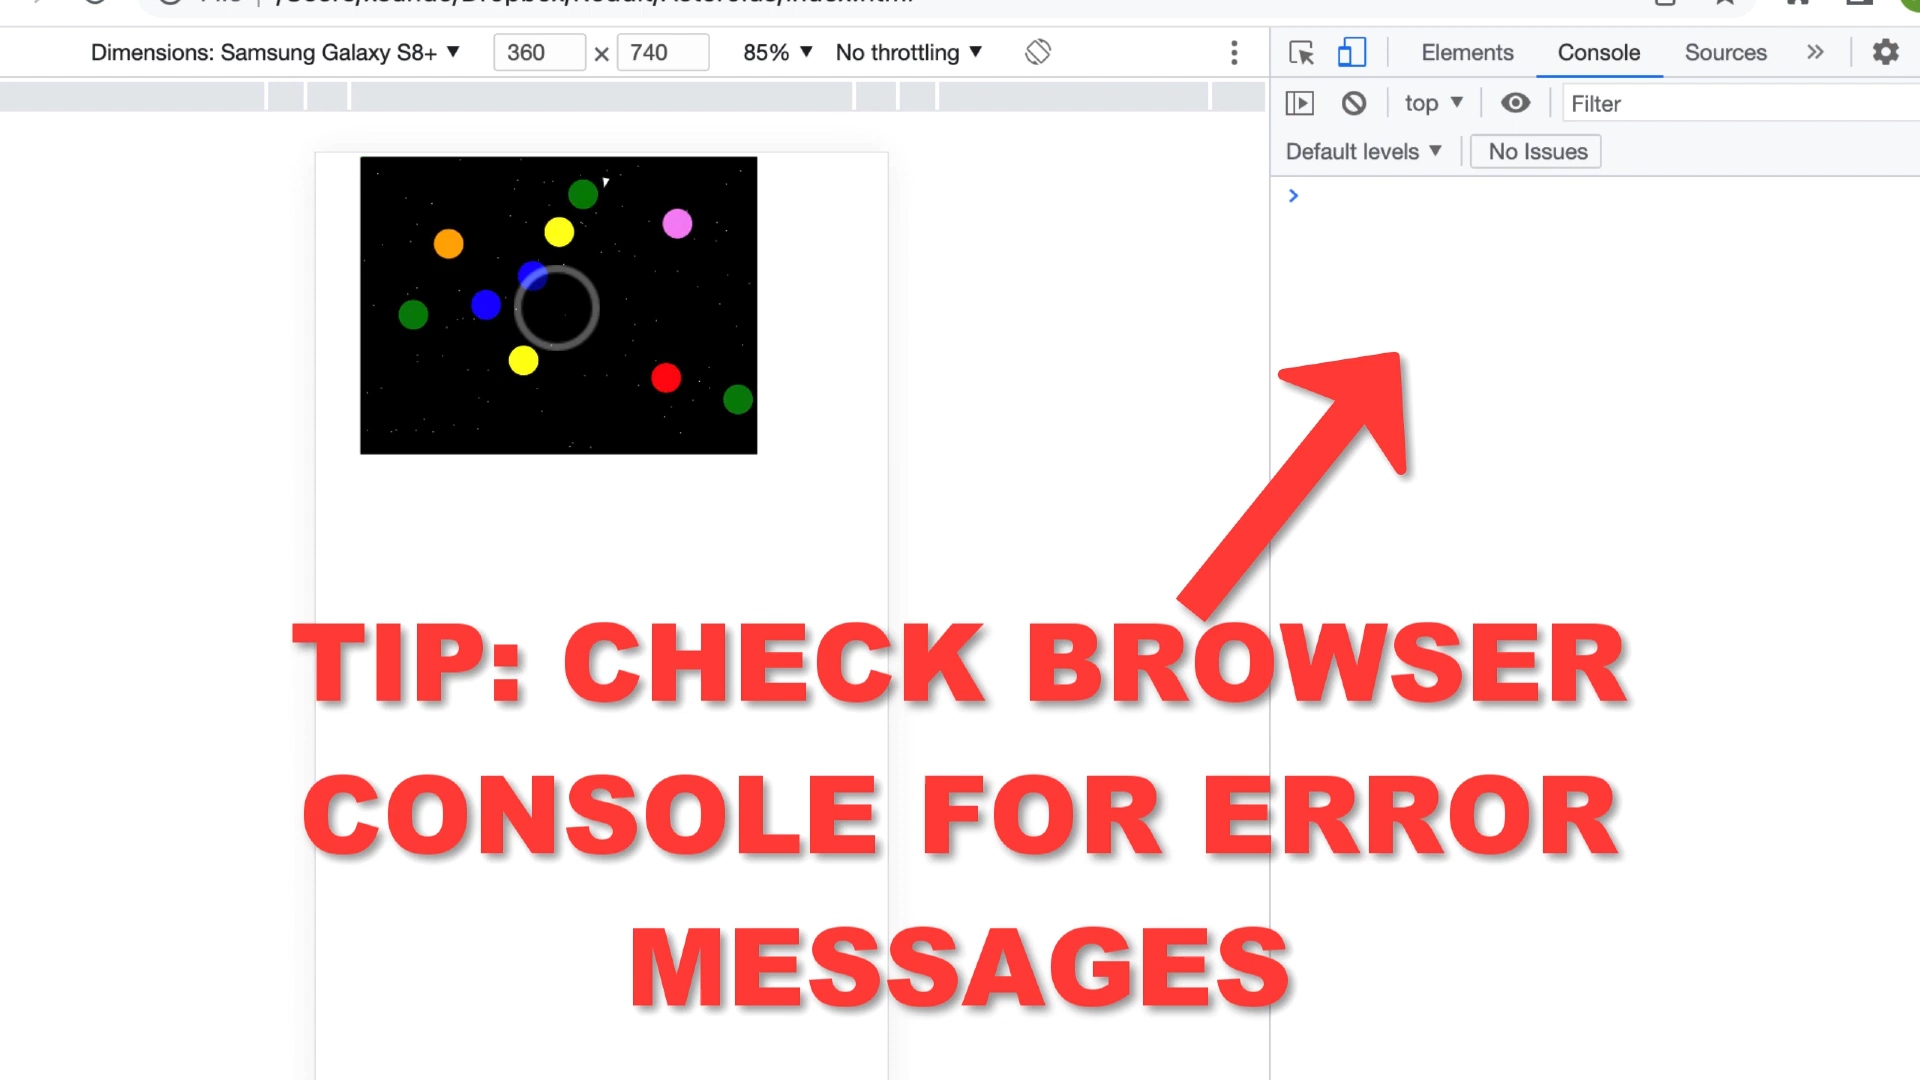 Dimensions: Samsung Galaxy S8+ ▼ 360 × 740 85% ▼ No throttling ▼
Elements Console Sources »
top ▼ Filter
Default levels ▼ No Issues
TIP: CHECK BROWSER
CONSOLE FOR ERROR
MESSAGES